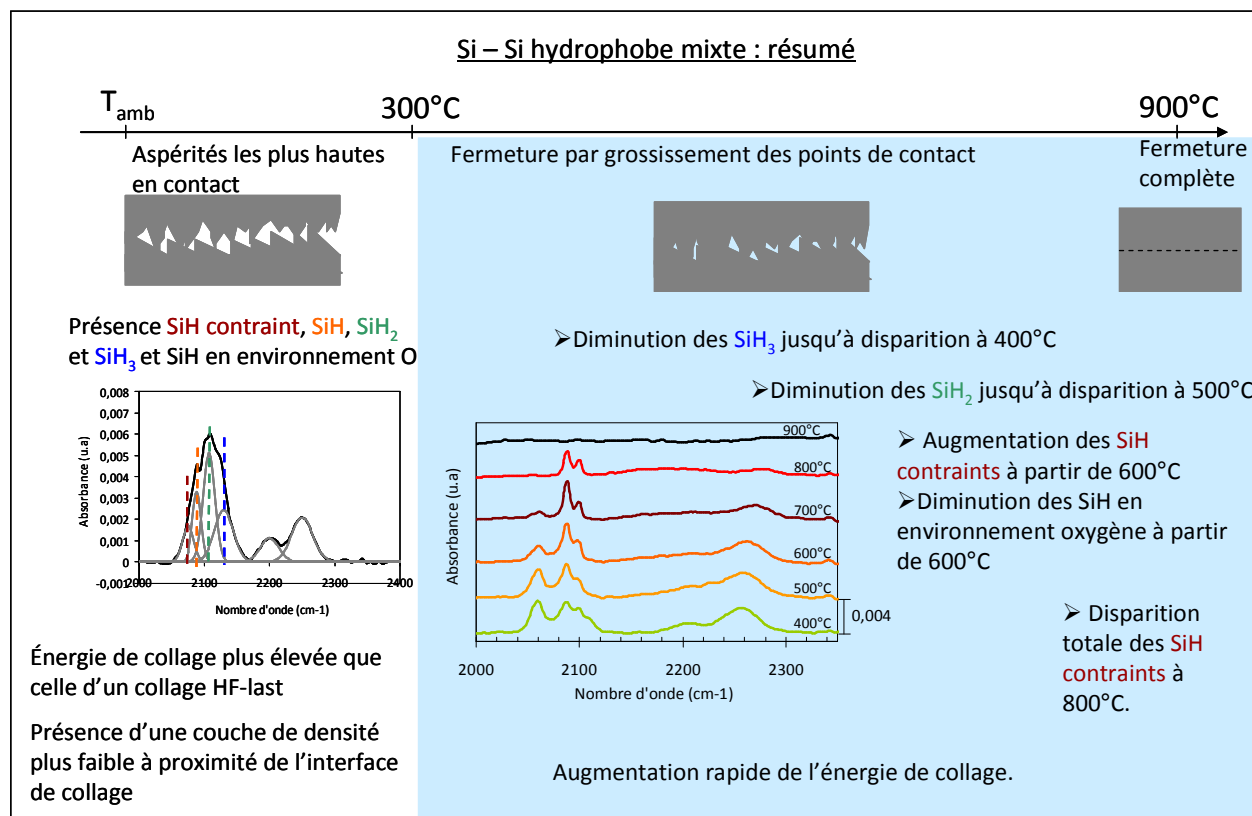 Si – Si hydrophobe mixte : résumé
T_amb
300°C
900°C
Aspérités les plus hautes
en contact
Fermeture par grossissement des points de contact
Fermeture
complète
Présence SiH contraint, SiH, SiH₂
et SiH₃ et SiH en environnement O
0,008
0,007
0,006
0,005
0,004
0,003
0,002
0,001
0
-0,001
Absorbance (u.a)
2000
2100
2200
2300
2400
Nombre d'onde (cm-1)
➢Diminution des SiH₃ jusqu’à disparition à 400°C
➢Diminution des SiH₂ jusqu’à disparition à 500°C
900°C
800°C
700°C
600°C
500°C
400°C
0,004
Absorbance (u.a)
2000
2100
2200
2300
Nombre d'onde (cm-1)
➢ Augmentation des SiH
contraints à partir de 600°C
➢Diminution des SiH en
environnement oxygène à partir
de 600°C
➢ Disparition
totale des SiH
contraints à
800°C.
Énergie de collage plus élevée que
celle d’un collage HF-last
Présence d’une couche de densité
plus faible à proximité de l’interface
de collage
Augmentation rapide de l’énergie de collage.